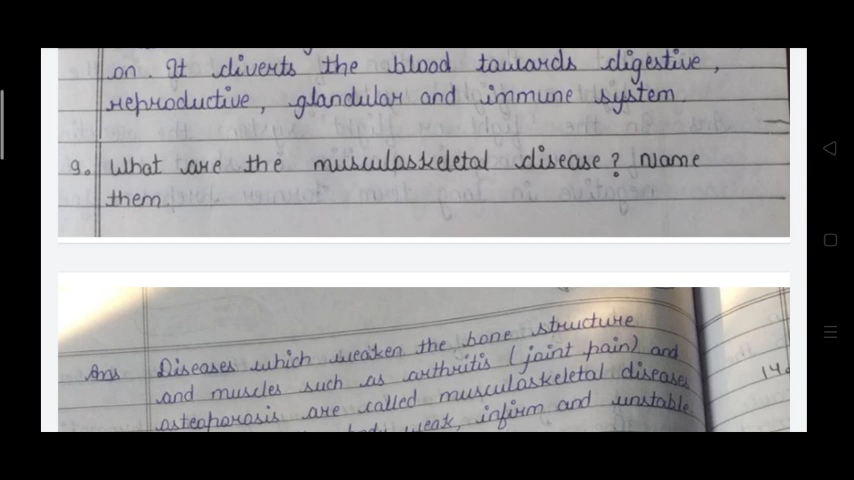 on. It diverts the blood towards digestive,
reproductive, glandular and immune system.
9. What are the musculoskeletal disease? Name
them.
Ans Diseases which weaken the bone structure
and muscles such as arthritis (joint pain) and
osteoporosis are called musculoskeletal diseases
weak, infirm and unstable.
14.